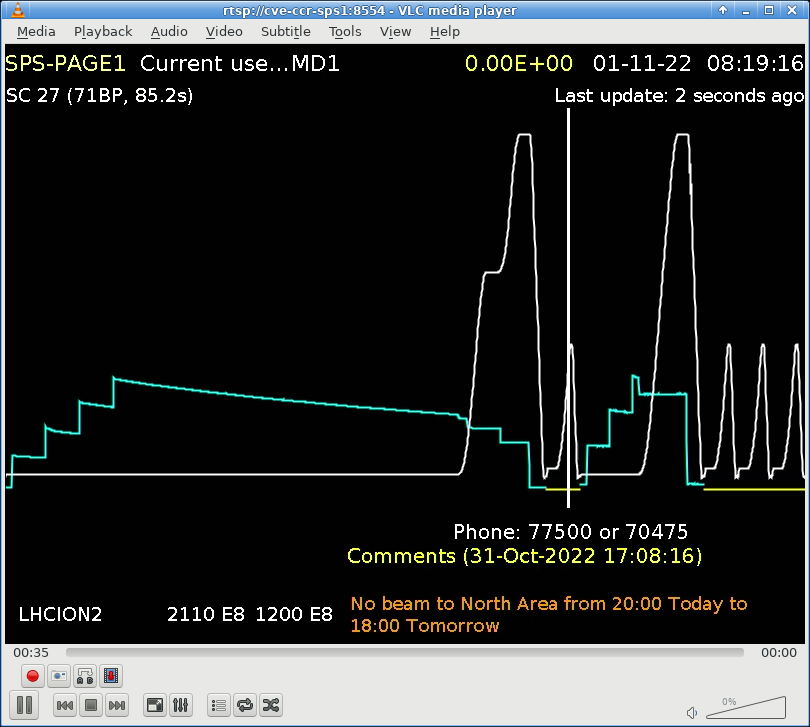 rtsp://cve-ccr-sps1:8554 - VLC media player
Media Playback Audio Video Subtitle Tools View Help
SPS-PAGE1 Current use...MD1 0.00E+00 01-11-22 08:19:16
SC 27 (71BP, 85.2s) Last update: 2 seconds ago
Phone: 77500 or 70475
Comments (31-Oct-2022 17:08:16)
No beam to North Area from 20:00 Today to
LHCION2 2110 E8 1200 E8
18:00 Tomorrow
00:35 00:00
0%